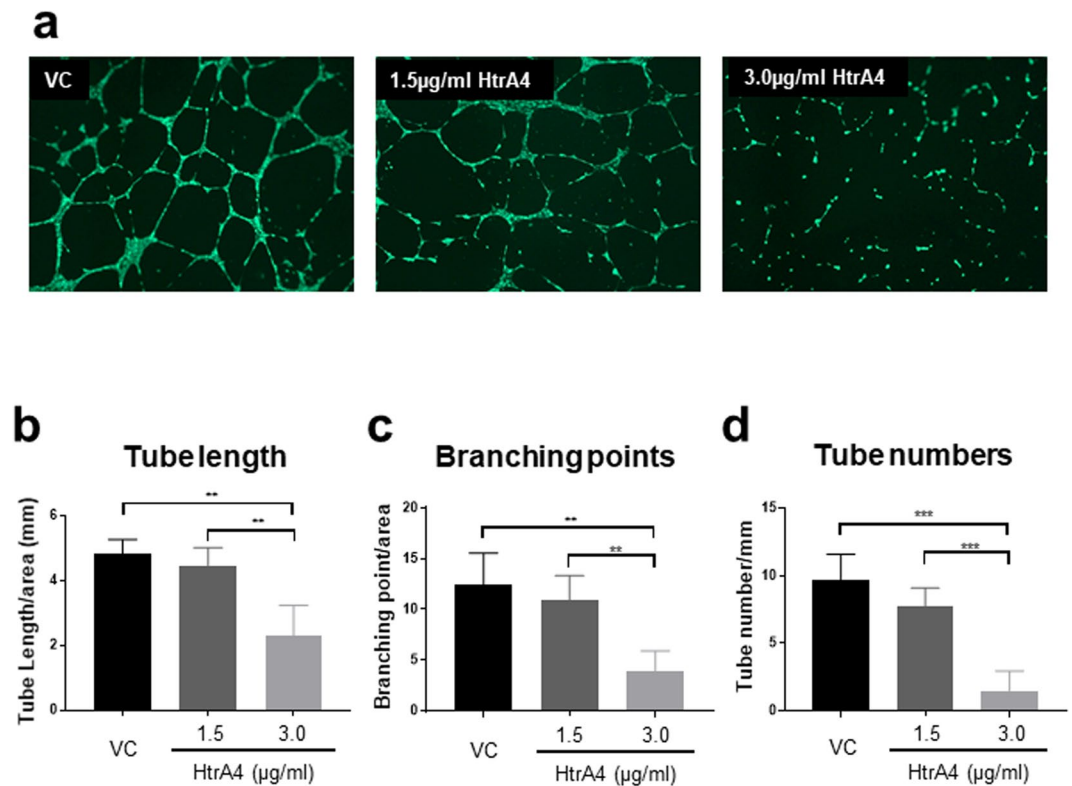 a
VC
1.5µg/ml HtrA4
3.0µg/ml HtrA4
b
Tube length
Tube Length/area (mm)
6
4
2
0
**
**
VC
1.5
3.0
HtrA4 (µg/ml)
c
Branching points
Branching point/area
20
15
10
5
0
**
**
VC
1.5
3.0
HtrA4 (µg/ml)
d
Tube numbers
Tube number/mm
15
10
5
0
***
***
VC
1.5
3.0
HtrA4 (µg/ml)